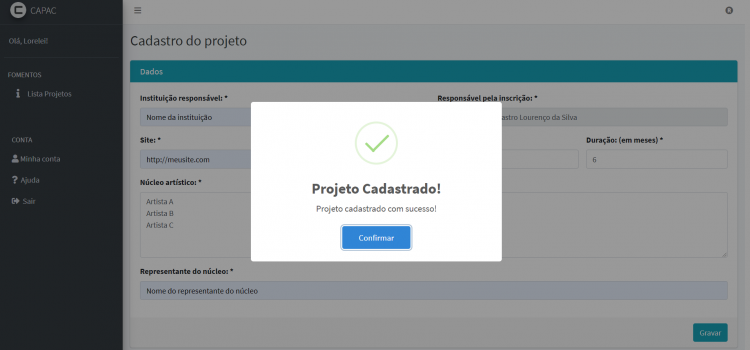 CAPAC
Olá, Lorelei!
FOMENTOS
Lista Projetos
CONTA
Minha conta
Ajuda
Sair
Cadastro do projeto
Dados
Instituição responsável: *
Responsável pela inscrição: *
Nome da instituição
Lourenço da Silva
Site: *
Duração: (em meses) *
http://meusite.com
6
Núcleo artístico: *
Artista A
Artista B
Artista C
Projeto Cadastrado!
Projeto cadastrado com sucesso!
Confirmar
Representante do núcleo: *
Nome do representante do núcleo
Gravar